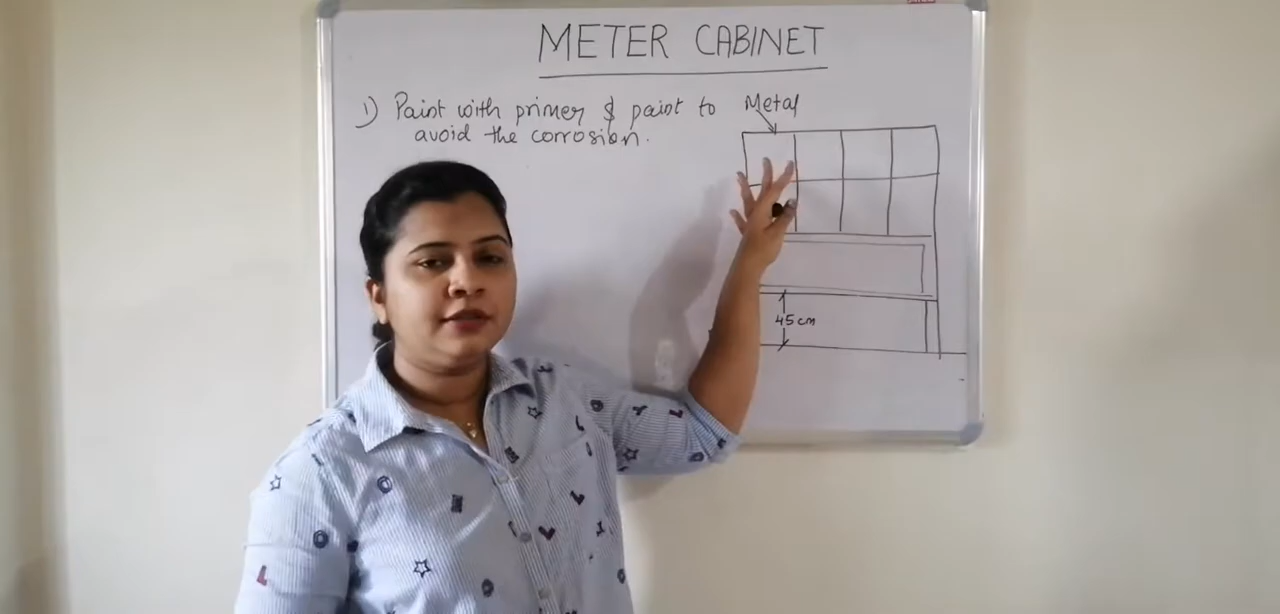 METER CABINET
1) Paint with primer & paint to
avoid the corrosion.
Metal
45 cm